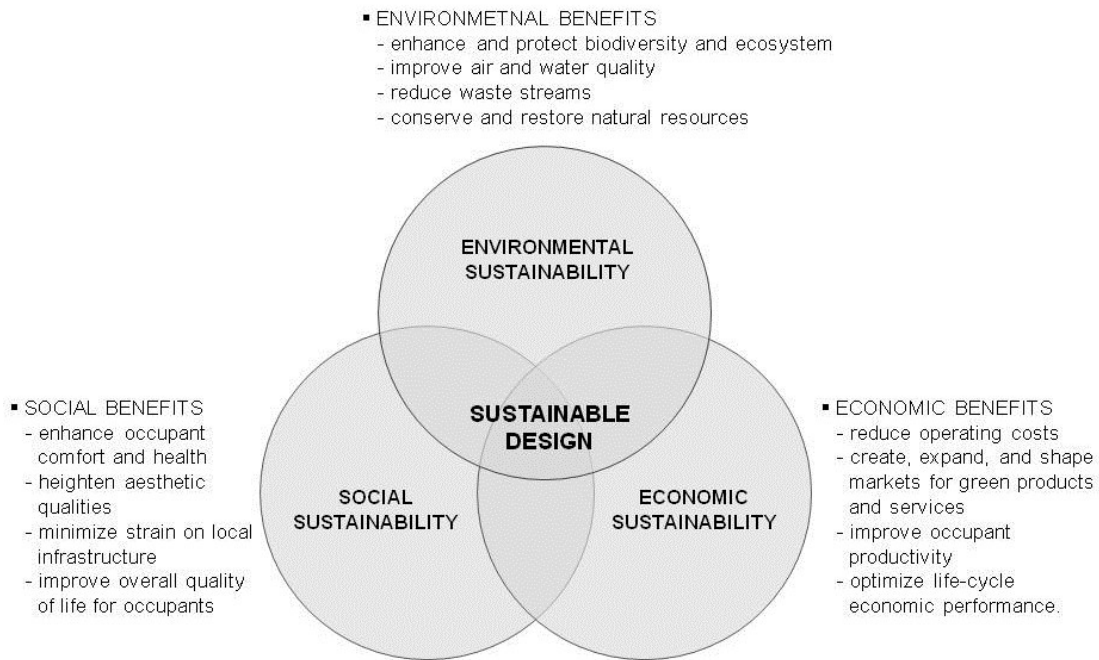 ▪ ENVIRONMETNAL BENEFITS
- enhance and protect biodiversity and ecosystem
- improve air and water quality
- reduce waste streams
- conserve and restore natural resources
ENVIRONMENTAL
SUSTAINABILITY
SUSTAINABLE
DESIGN
▪ SOCIAL BENEFITS
- enhance occupant
comfort and health
- heighten aesthetic
qualities
- minimize strain on local
infrastructure
- improve overall quality
of life for occupants
SOCIAL
SUSTAINABILITY
ECONOMIC
SUSTAINABILITY
▪ ECONOMIC BENEFITS
- reduce operating costs
- create, expand, and shape
markets for green products
and services
- improve occupant
productivity
- optimize life-cycle
economic performance.